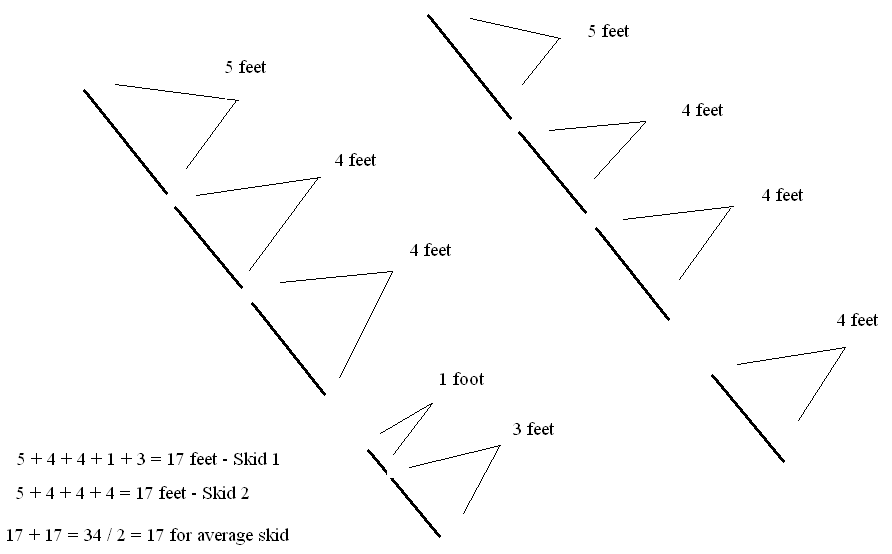 5 feet
5 feet
4 feet
4 feet
4 feet
4 feet
4 feet
1 foot
3 feet
5 + 4 + 4 + 1 + 3 = 17 feet - Skid 1
5 + 4 + 4 + 4 = 17 feet - Skid 2
17 + 17 = 34 / 2 = 17 for average skid